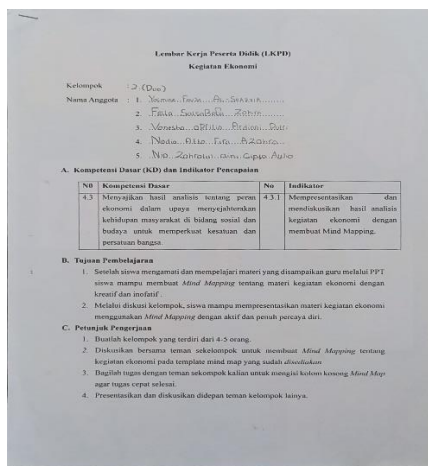 Lembar Kerja Peserta Didik (LKPD)
Kegiatan Ekonomi
Kelompok : 2 (Dua)
Nama Anggota : 1. Yasmin Faila
2. Faila
3. Vanesha
4. Nadia Alta Fitri Azahra
5. Nia Zahrotul Aini Cipto
A. Kompetensi Dasar (KD) dan Indikator Pencapaian
N0 Kompetensi Dasar No Indikator
4.3 Menyajikan hasil analisis tentang peran 4.3.1 Mempresentasikan dan
ekonomi dalam upaya menyejahterakan mendiskusikan hasil analisis
kehidupan masyarakat di bidang sosial dan kegiatan ekonomi dengan
budaya untuk memperkuat kesatuan dan membuat Mind Mapping.
persatuan bangsa.
B. Tujuan Pembelajaran
1. Setelah siswa mengamati dan mempelajari materi yang disampaikan guru melalui PPT
siswa mampu membuat Mind Mapping tentang materi kegiatan ekonomi dengan
kreatif dan inofatif .
2. Melalui diskusi kelompok, siswa mampu mempresentasikan materi kegiatan ekonomi
menggunakan Mind Mapping dengan aktif dan penuh percaya diri.
C. Petunjuk Pengerjaan
1. Buatlah kelompok yang terdiri dari 4-5 orang.
2. Diskusikan bersama teman sekelompok untuk membuat Mind Mapping tentang
kegiatan ekonomi pada template mind map yang sudah disediakan
3. Bagilah tugas dengan teman sekompok kalian untuk mengisi kolom kosong Mind Map
agar tugas cepat selesai.
4. Presentasikan dan diskusikan didepan teman kelompok lainya.